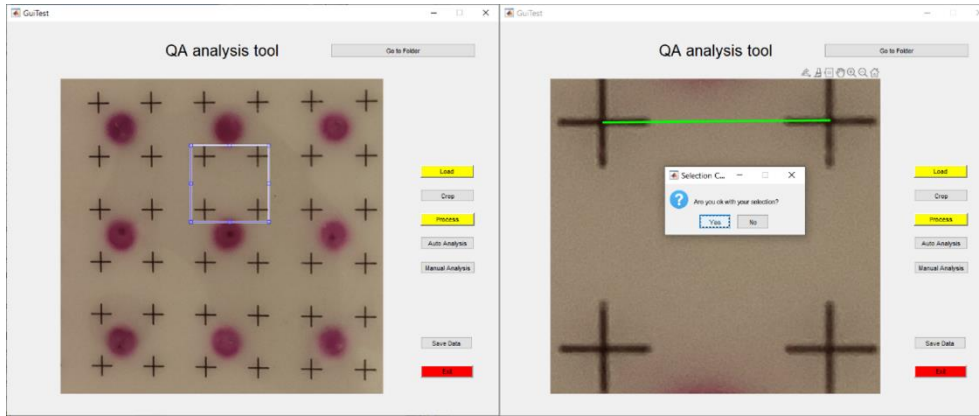 GuiTest
QA analysis tool
Go to Folder
Load
Crop
Process
Auto Analysis
Manual Analysis
Save Data
Exit
GuiTest
QA analysis tool
Go to Folder
Selection C...
Are you ok with your selection?
Yes
No
Load
Crop
Process
Auto Analysis
Manual Analysis
Save Data
Exit